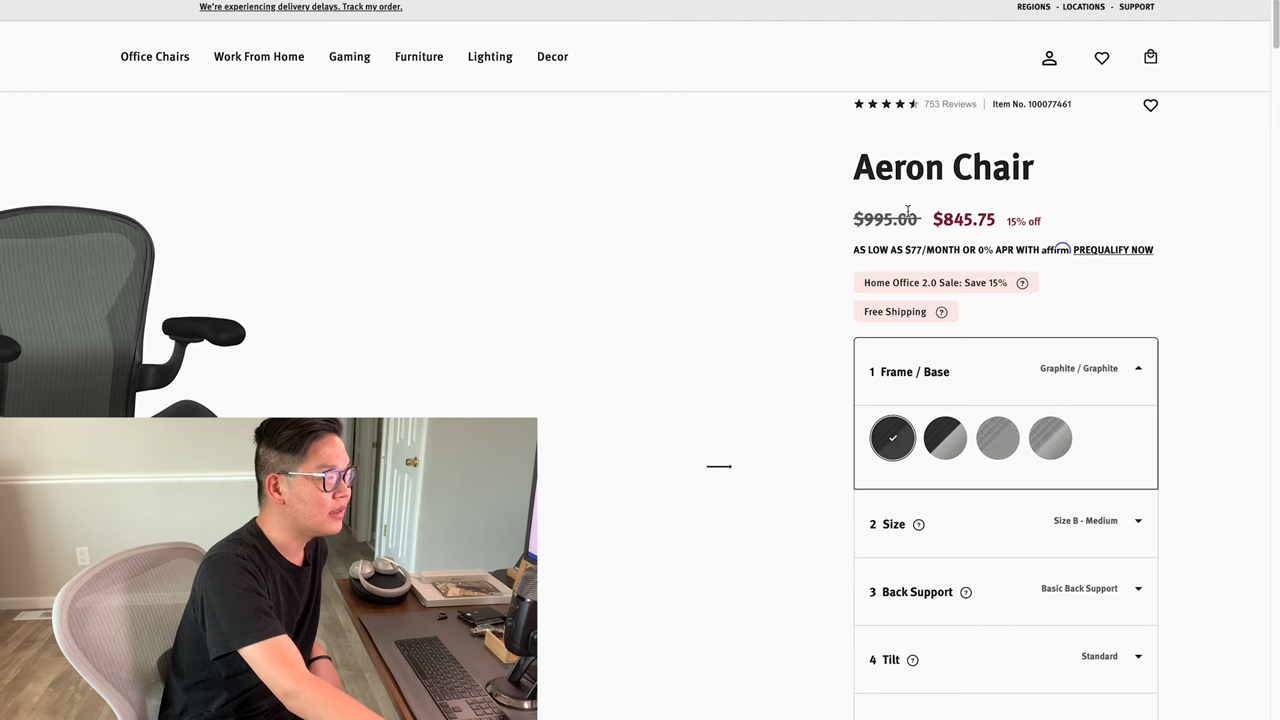 We're experiencing delivery delays. Track my order.
REGIONS - LOCATIONS - SUPPORT
Office Chairs Work From Home Gaming Furniture Lighting Decor
753 Reviews | Item No. 100077461
Aeron Chair
$995.00 $845.75 15% off
AS LOW AS $77/MONTH OR 0% APR WITH affirm PREQUALIFY NOW
Home Office 2.0 Sale: Save 15% ?
Free Shipping ?
1 Frame / Base Graphite / Graphite
2 Size ? Size B - Medium
3 Back Support ? Basic Back Support
4 Tilt ? Standard